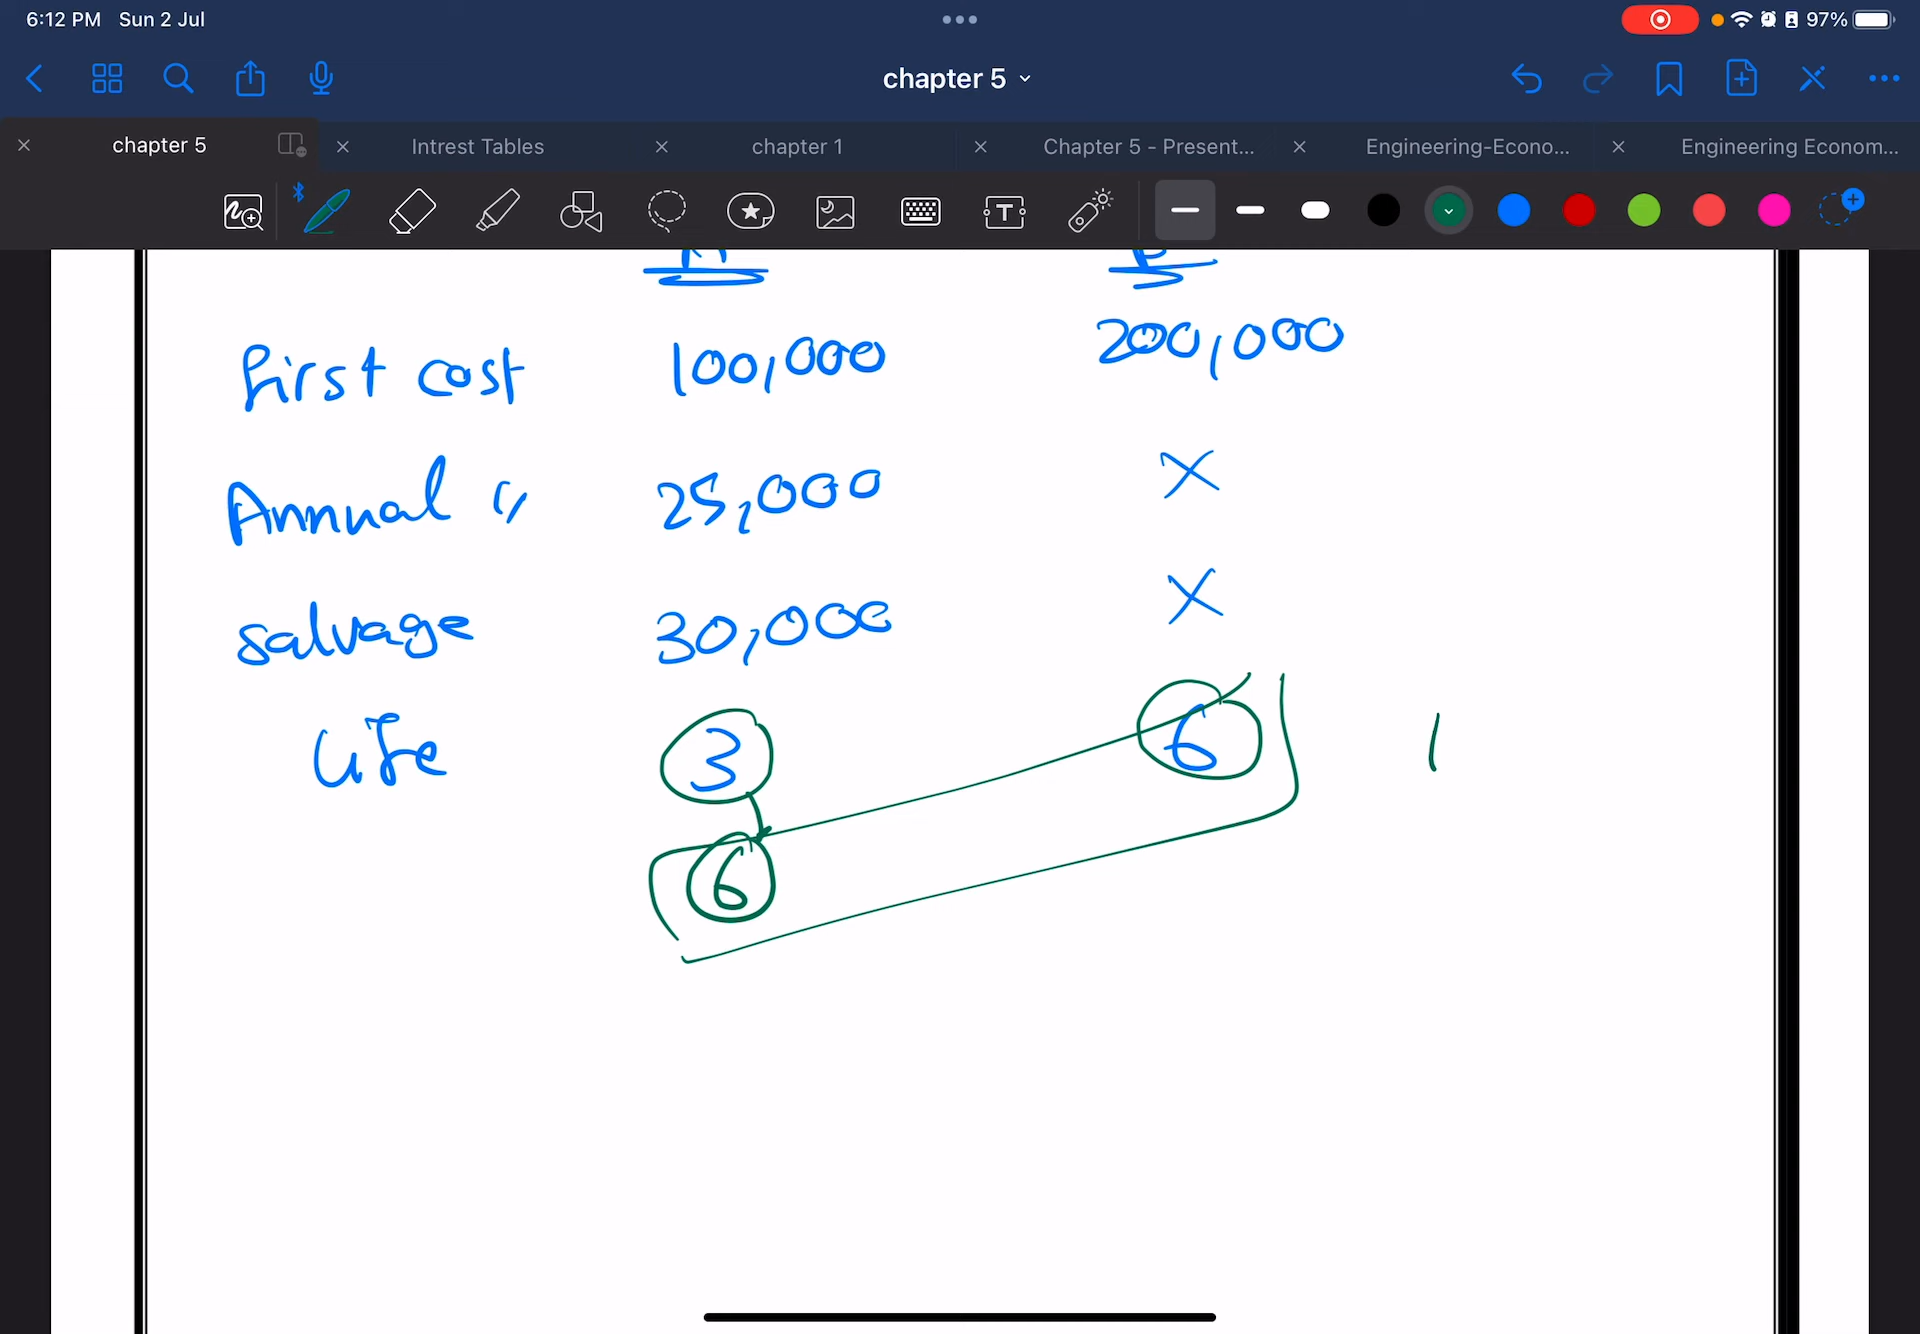 6:12 PM Sun 2 Jul 97%
chapter 5
chapter 5 Intrest Tables chapter 1 Chapter 5 - Present... Engineering-Econo... Engineering Econom...
T
First cost 100,000 200,000
Annual 〃 25,000 X
salvage 30,000 X
Life 3 6 1
6